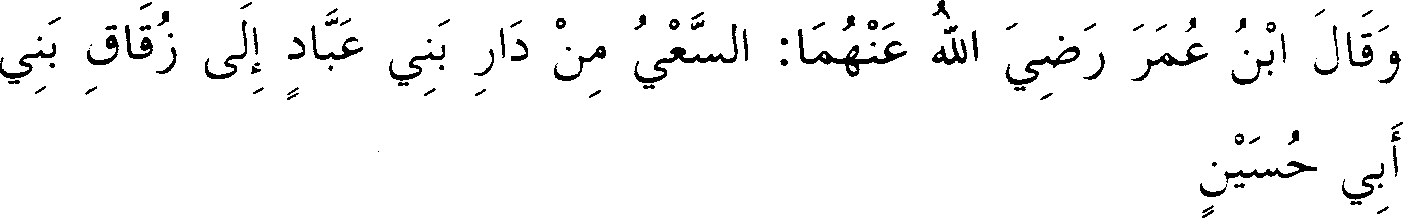 وَقَالَ ابْنُ عُمَرَ رَضِيَ اللهُ عَنْهُمَا: السَّعْيُ مِنْ دَارِ بَنِي عَبَّادٍ إِلَى زُقَاقِ بَنِي
أَبِي حُسَيْنٍ